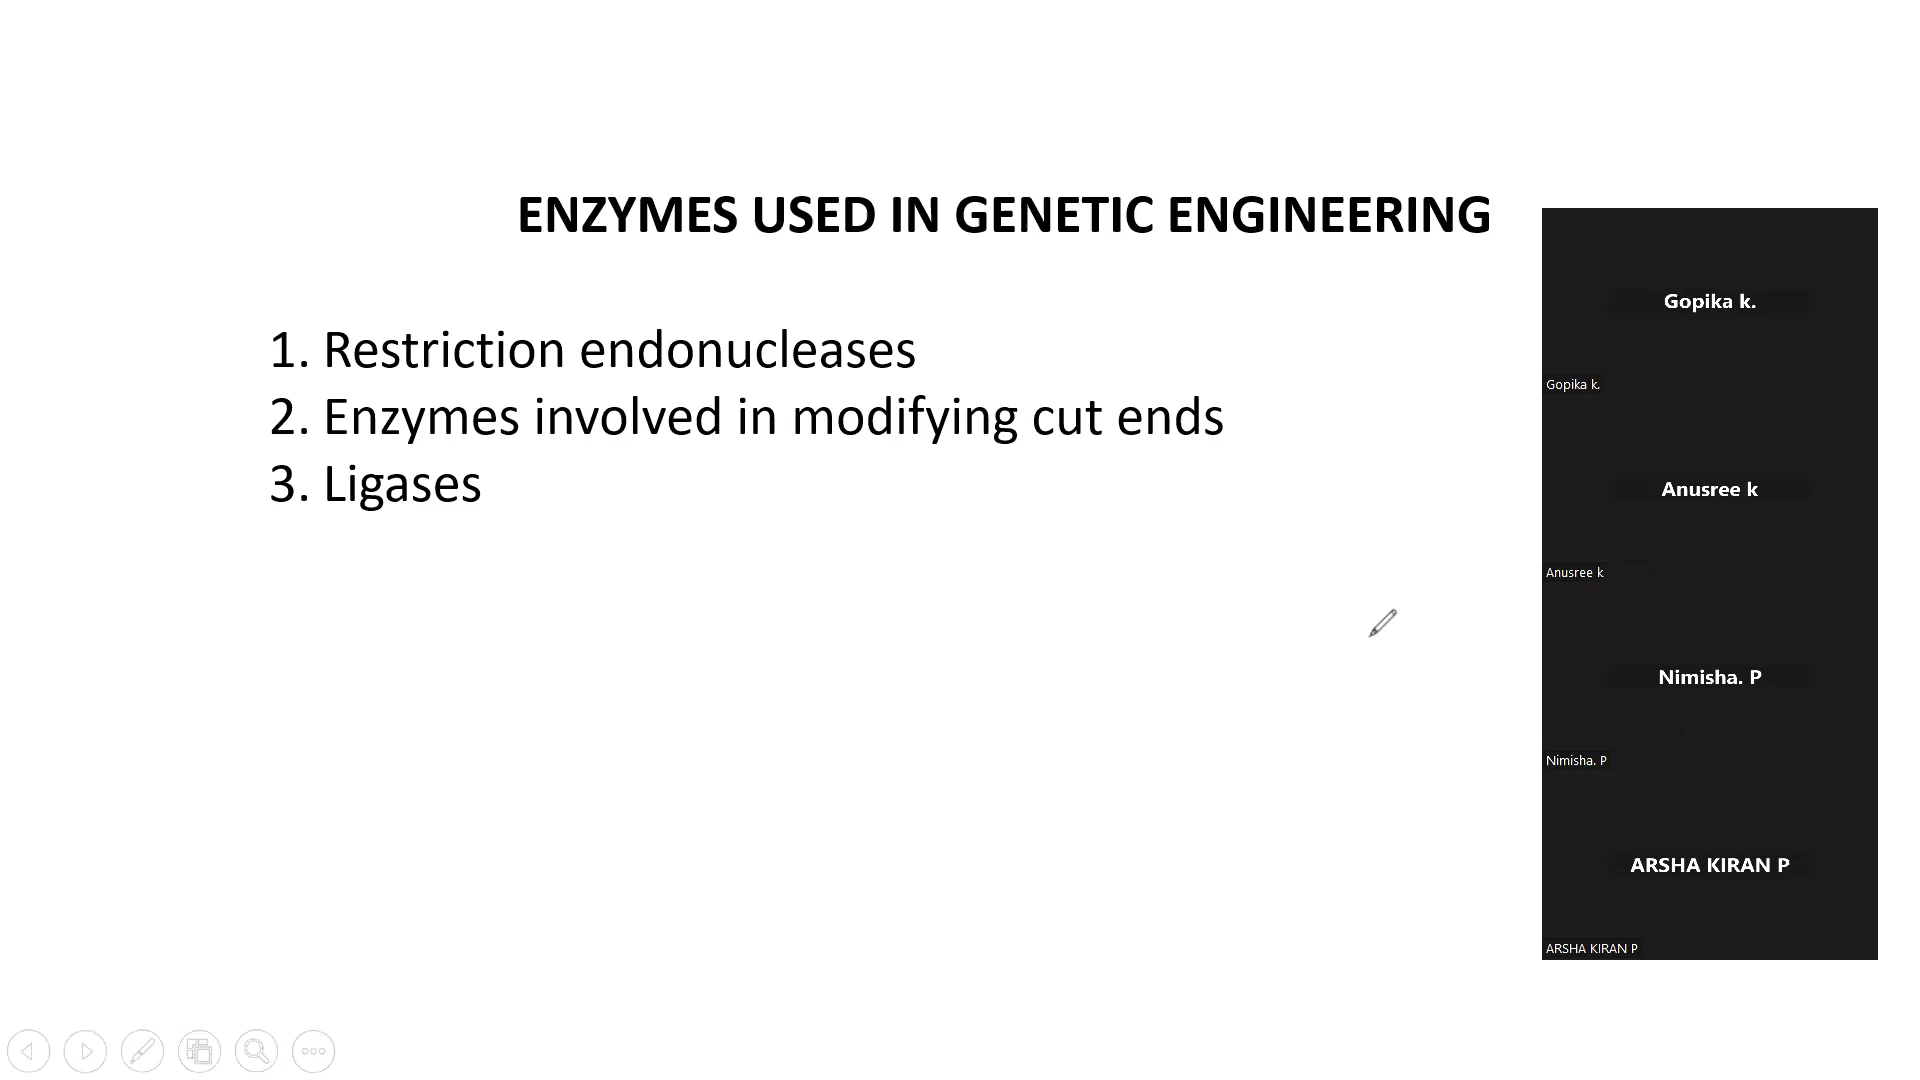 ENZYMES USED IN GENETIC ENGINEERING
1. Restriction endonucleases
2. Enzymes involved in modifying cut ends
3. Ligases
Gopika k.
Gopika k.
Anusree k
Anusree k
Nimisha. P
Nimisha. P
ARSHA KIRAN P
ARSHA KIRAN P